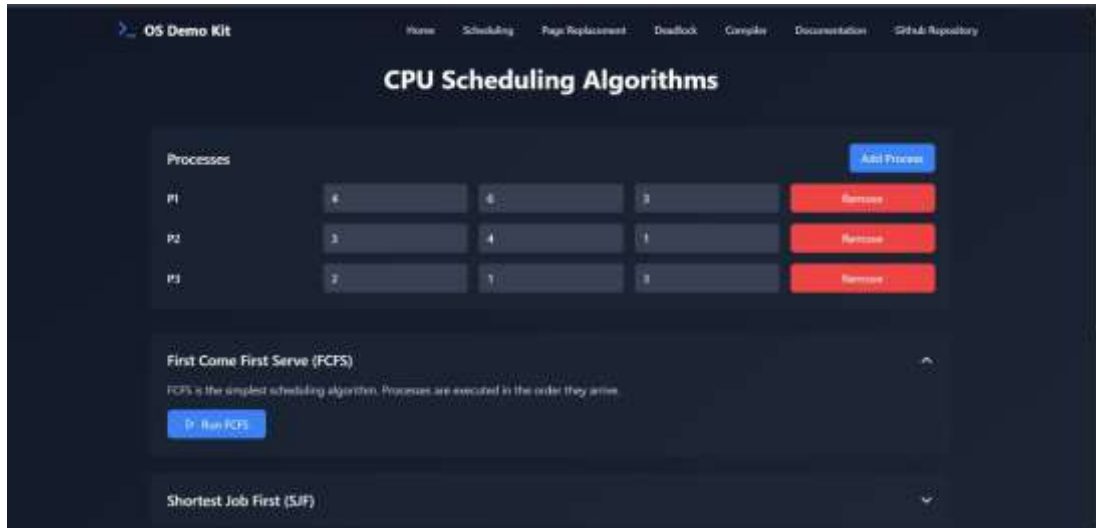 OS Demo Kit Home Scheduling Page Replacement Deadlock Compiler Documentation Github Repository
CPU Scheduling Algorithms
Processes Add Process
P1 4 6 3 Remove
P2 3 4 1 Remove
P3 2 1 3 Remove
First Come First Serve (FCFS)
FCFS is the simplest scheduling algorithm. Processes are executed in the order they arrive.
Run FCFS
Shortest Job First (SJF)